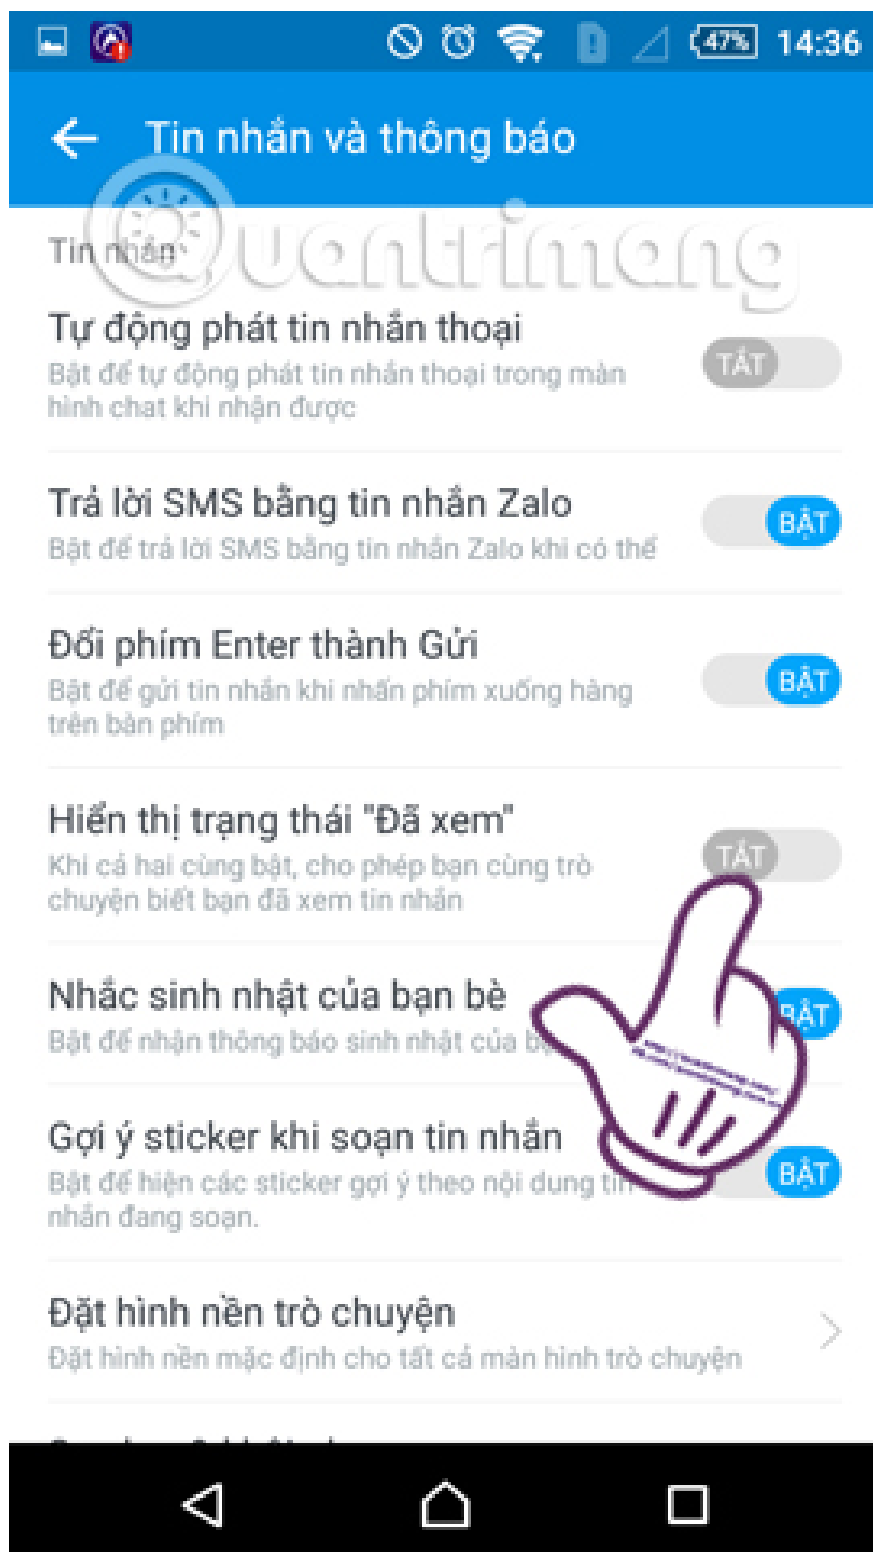 47% 14:36
Tin nhắn và thông báo
Quantrimang
Tin nhắn
Tự động phát tin nhắn thoại
TẮT
Bật để tự động phát tin nhắn thoại trong màn
hình chat khi nhận được
Trả lời SMS bằng tin nhắn Zalo
BẬT
Bật để trả lời SMS bằng tin nhắn Zalo khi có thể
Đổi phím Enter thành Gửi
BẬT
Bật để gửi tin nhắn khi nhấn phím xuống hàng
trên bàn phím
Hiển thị trạng thái "Đã xem"
TẮT
Khi cả hai cùng bật, cho phép bạn cùng trò
chuyện biết bạn đã xem tin nhắn
Nhắc sinh nhật của bạn bè
BẬT
Bật để nhận thông báo sinh nhật của
Gợi ý sticker khi soạn tin nhắn
BẬT
Bật để hiện các sticker gợi ý theo nội dung tin
nhắn đang soạn.
Đặt hình nền trò chuyện
Đặt hình nền mặc định cho tất cả màn hình trò chuyện